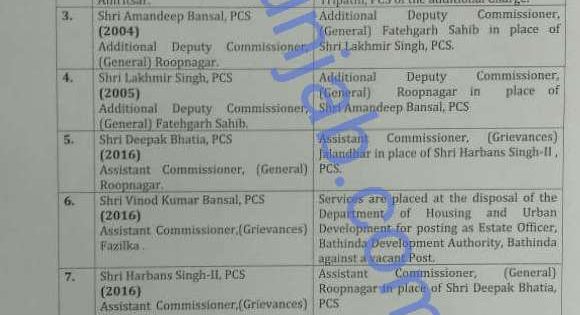 Amritsar.
Tripathi, PCS of the additional Charge.
3.
Shri Amandeep Bansal, PCS
(2004)
Additional Deputy Commissioner,
(General) Roopnagar.
Additional Deputy Commissioner,
(General) Fatehgarh Sahib in place of
Shri Lakhmir Singh, PCS.
4.
Shri Lakhmir Singh, PCS
(2005)
Additional Deputy Commissioner,
(General) Fatehgarh Sahib.
Additional Deputy Commissioner,
(General) Roopnagar in place of
Shri Amandeep Bansal, PCS
5.
Shri Deepak Bhatia, PCS
(2016)
Assistant Commissioner, (General)
Roopnagar.
Assistant Commissioner, (Grievances)
Jalandhar in place of Shri Harbans Singh-II ,
PCS.
6.
Shri Vinod Kumar Bansal, PCS
(2016)
Assistant Commissioner,(Grievances)
Fazilka .
Services are placed at the disposal of the
Department of Housing and Urban
Development for posting as Estate Officer,
Bathinda Development Authority, Bathinda
against a vacant Post.
7.
Shri Harbans Singh-II, PCS
(2016)
Assistant Commissioner,(Grievances)
Assistant Commissioner, (General)
Roopnagar in place of Shri Deepak Bhatia,
PCS
unjab.com